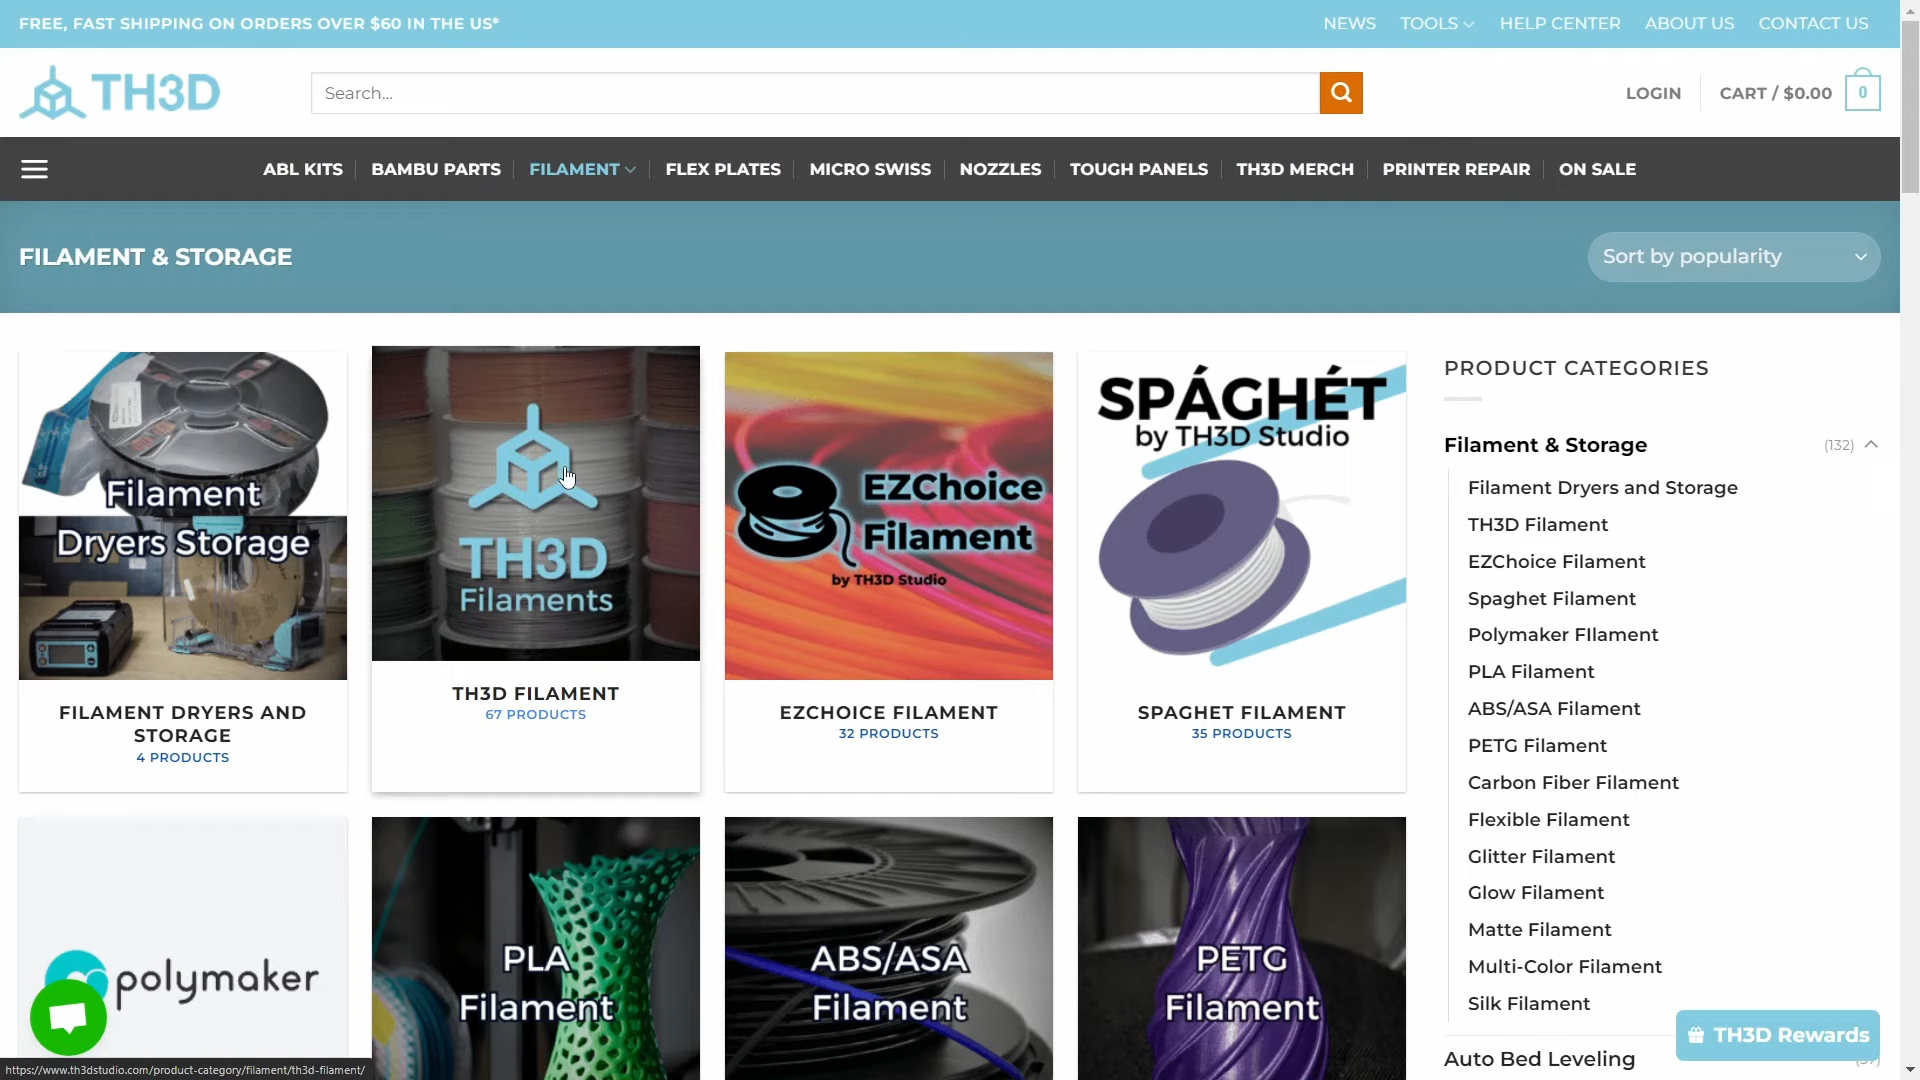 FREE, FAST SHIPPING ON ORDERS OVER $60 IN THE US*
NEWS
TOOLS
HELP CENTER
ABOUT US
CONTACT US
TH3D
Search...
LOGIN
CART / $0.00
0
ABL KITS
BAMBU PARTS
FILAMENT
FLEX PLATES
MICRO SWISS
NOZZLES
TOUGH PANELS
TH3D MERCH
PRINTER REPAIR
ON SALE
FILAMENT & STORAGE
Sort by popularity
Filament
Dryers Storage
FILAMENT DRYERS AND
STORAGE
4 PRODUCTS
TH3D
Filaments
TH3D FILAMENT
67 PRODUCTS
EZChoice
Filament
by TH3D Studio
EZCHOICE FILAMENT
32 PRODUCTS
SPÁGHÉT
by TH3D Studio
SPAGHET FILAMENT
35 PRODUCTS
polymaker
PLA
Filament
ABS/ASA
Filament
PETG
Filament
PRODUCT CATEGORIES
Filament & Storage
(132)
Filament Dryers and Storage
TH3D Filament
EZChoice Filament
Spaghet Filament
Polymaker FIlament
PLA Filament
ABS/ASA Filament
PETG Filament
Carbon Fiber Filament
Flexible Filament
Glitter Filament
Glow Filament
Matte Filament
Multi-Color Filament
Silk Filament
TH3D Rewards
Auto Bed Leveling
https://www.th3dstudio.com/product-category/filament/th3d-filament/